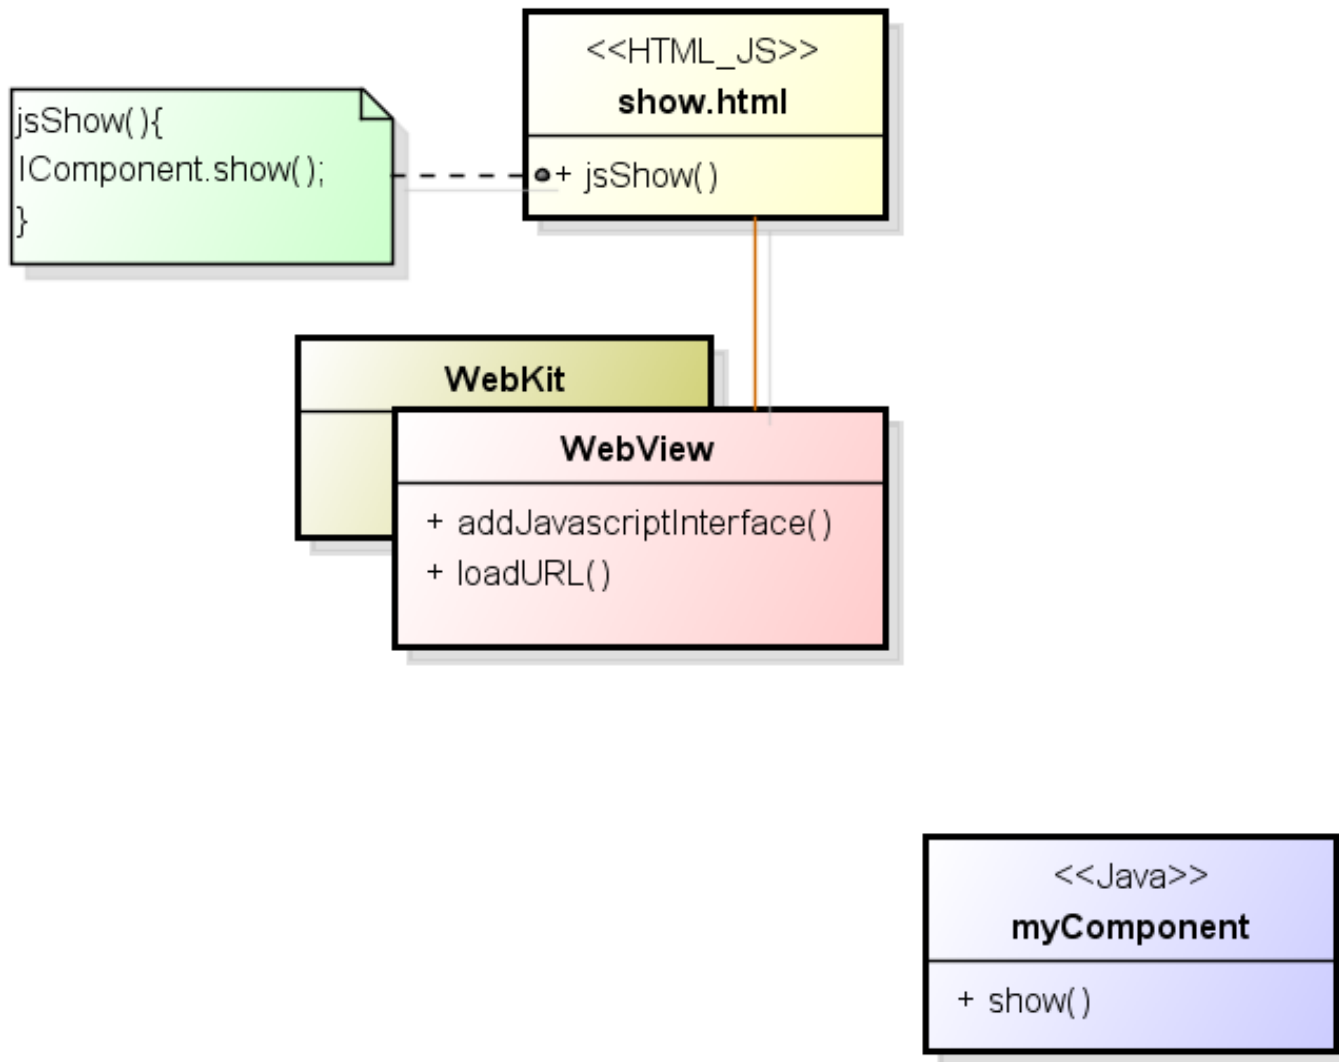 <<HTML_JS>>
show.html
+ jsShow()
jsShow(){
IComponent.show();
}
WebKit
WebView
+ addJavascriptInterface()
+ loadURL()
<<Java>>
myComponent
+ show()